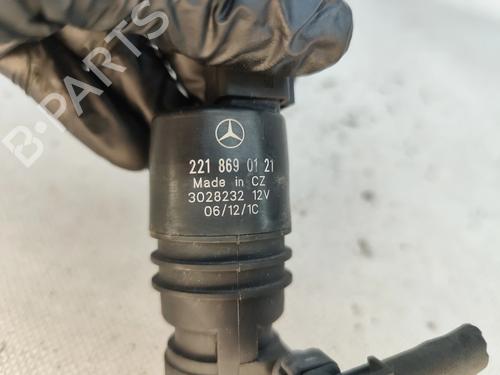 B-PARTS
221 869 01 21
Made in CZ
3028232 12V
06/12/1C